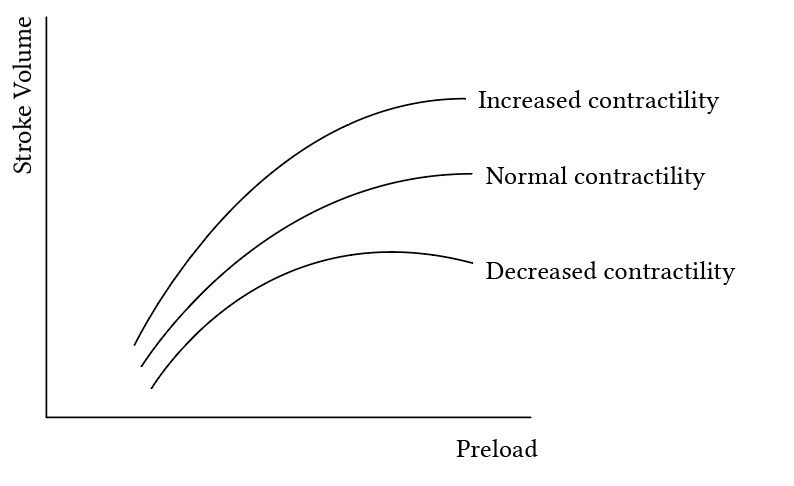 Stroke Volume
Increased contractility
Normal contractility
Decreased contractility
Preload